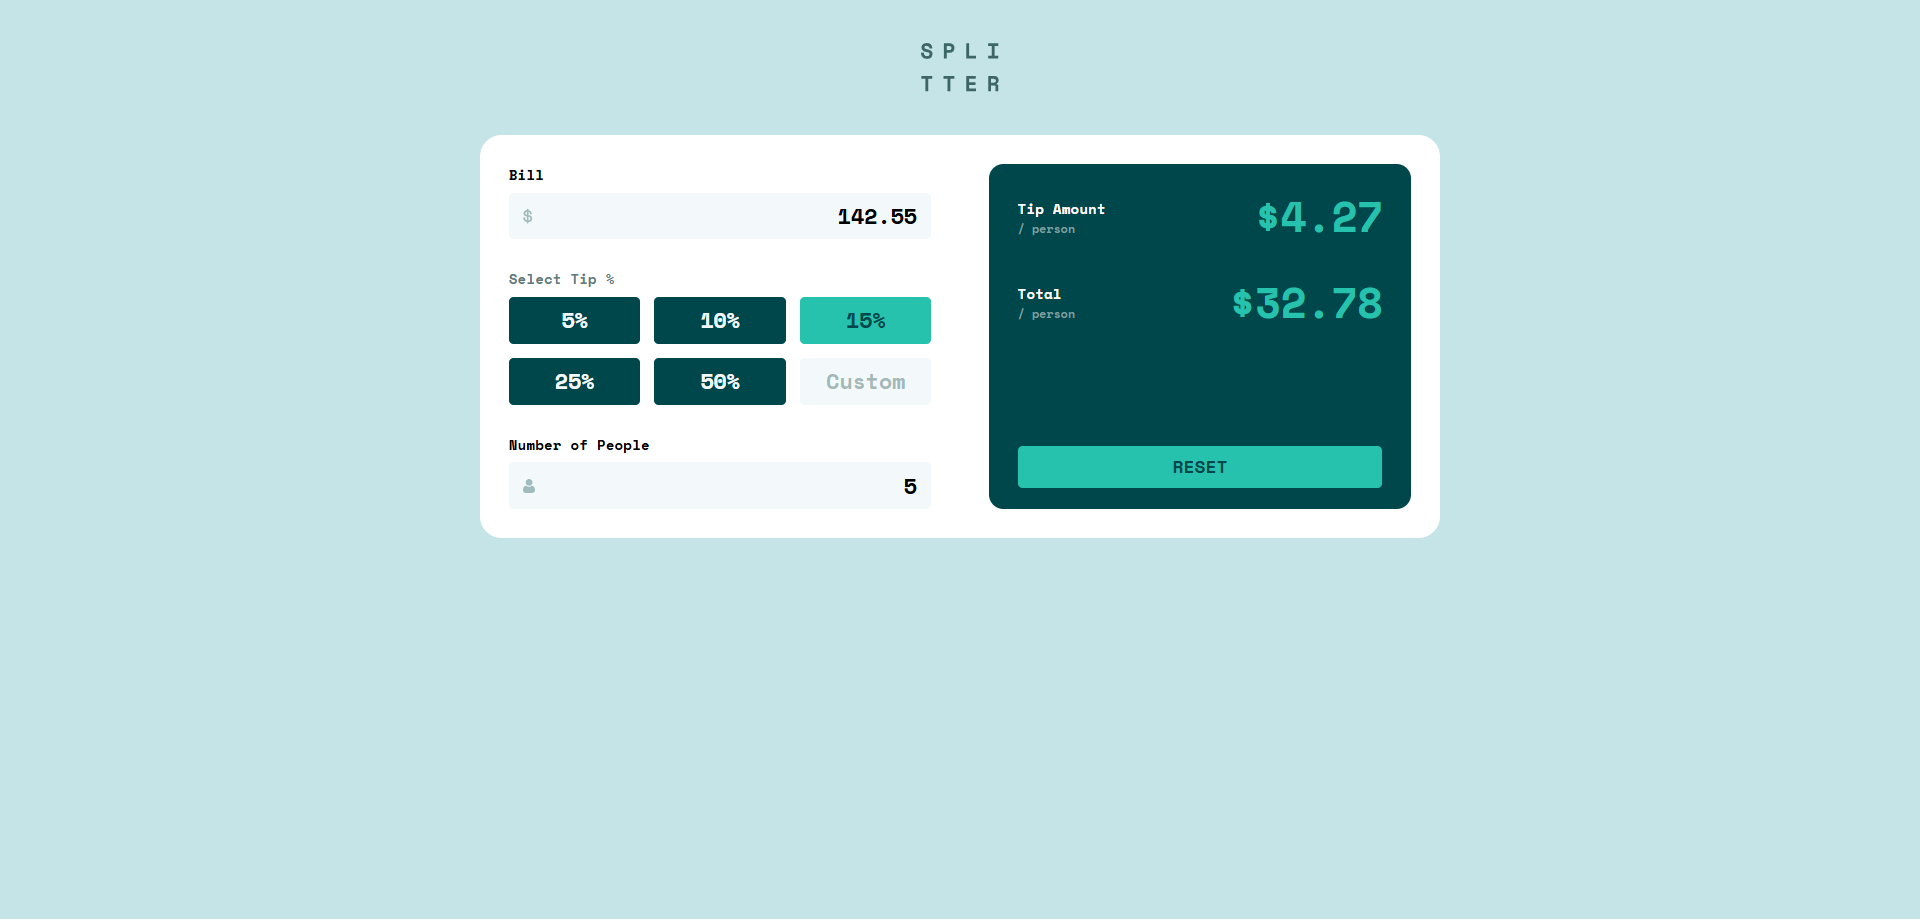 SPLI
TTER
Bill
$ 142.55
Select Tip %
5% 10% 15%
25% 50% Custom
Number of People
5
Tip Amount
/ person
$4.27
Total
/ person
$32.78
RESET